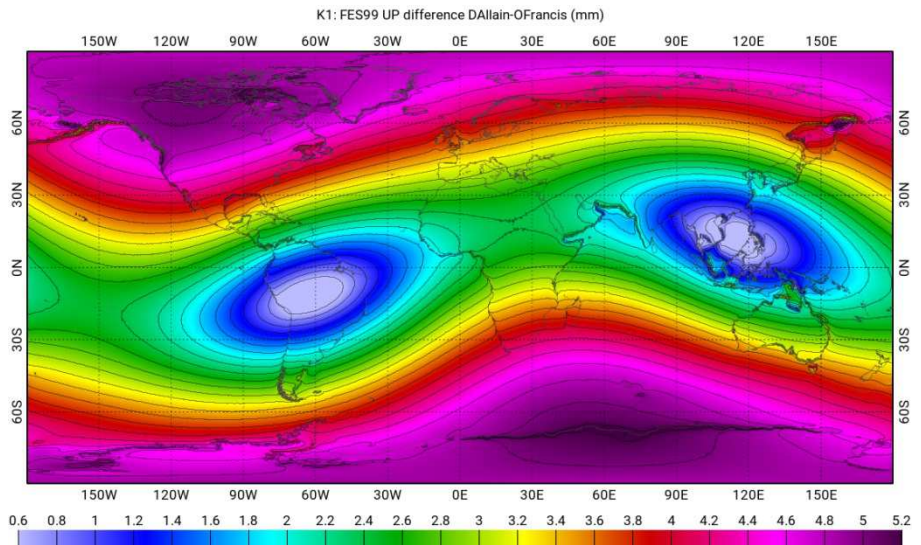 K1: FES99 UP difference DAllain-OFrancis (mm)
150W 120W 90W 60W 30W 0E 30E 60E 90E 120E 150E
60N 60N
30N 30N
0N 0N
30S 30S
60S 60S
150W 120W 90W 60W 30W 0E 30E 60E 90E 120E 150E
0.6 0.8 1 1.2 1.4 1.6 1.8 2 2.2 2.4 2.6 2.8 3 3.2 3.4 3.6 3.8 4 4.2 4.4 4.6 4.8 5 5.2